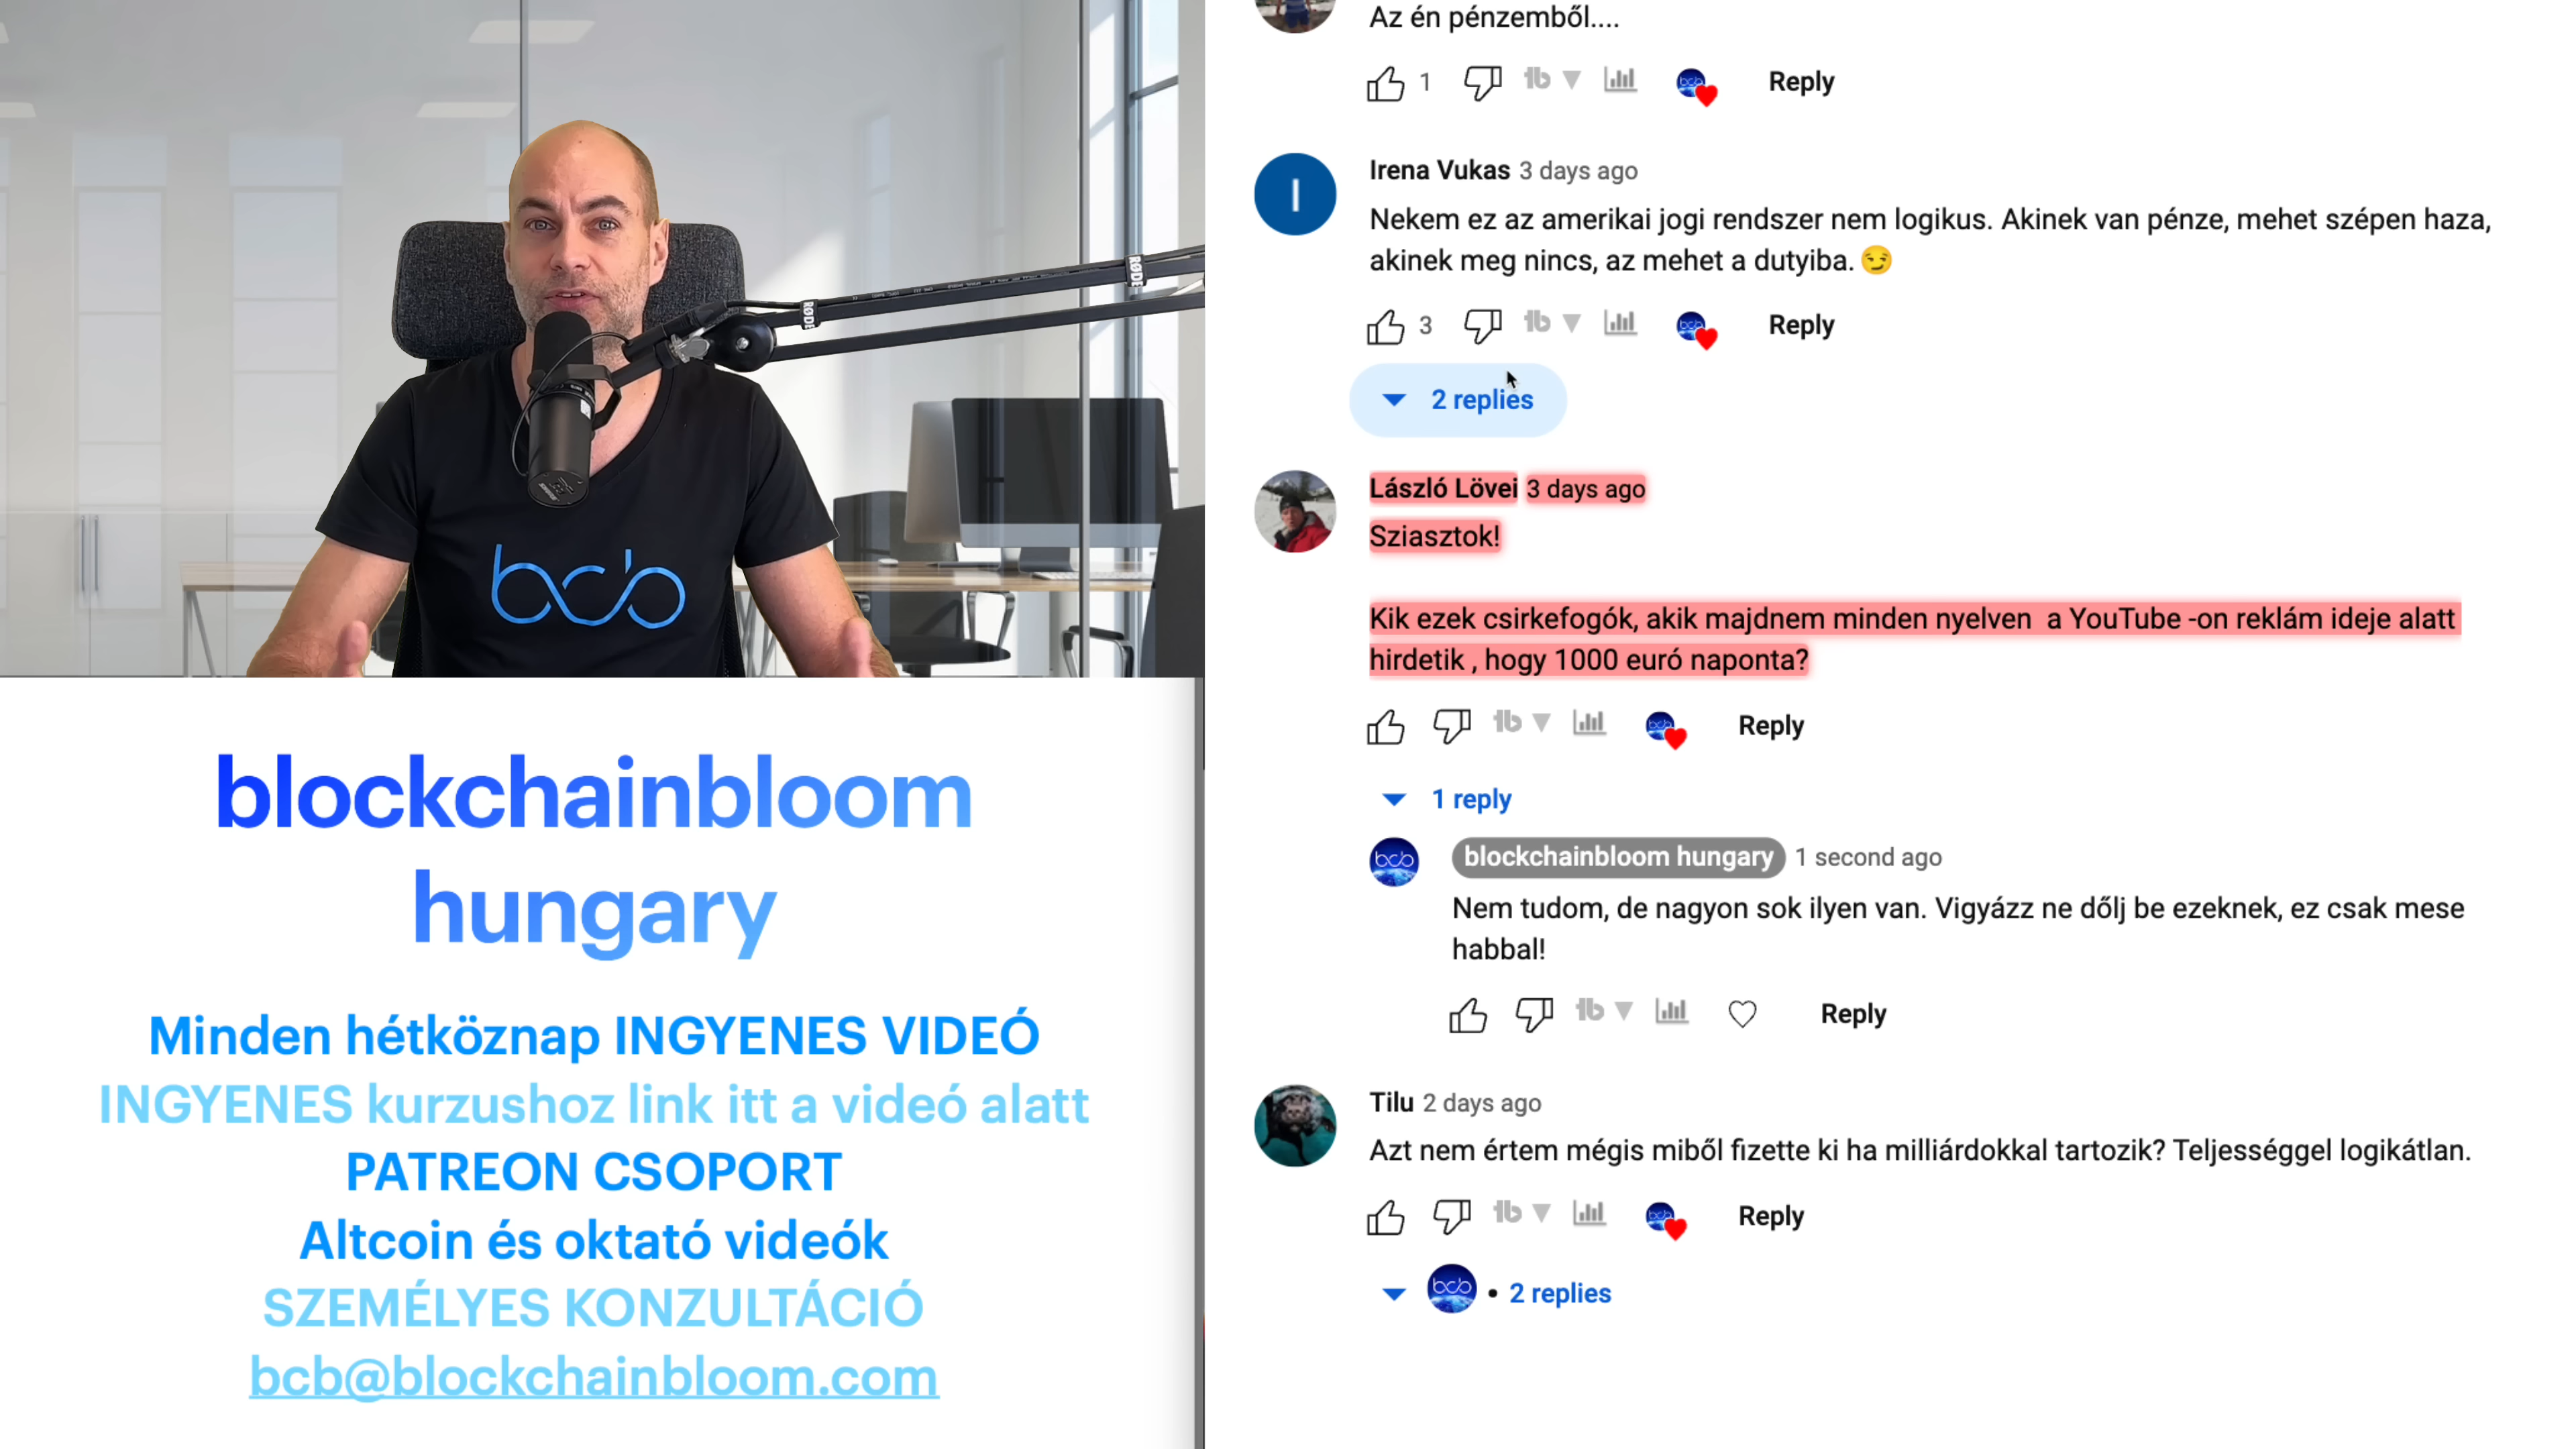 RØDE
RØDE
bcb
blockchainbloom
hungary
Minden hétköznap INGYENES VIDEÓ
INGYENES kurzushoz link itt a videó alatt
PATREON CSOPORT
Altcoin és oktató videók
SZEMÉLYES KONZULTÁCIÓ
bcb@blockchainbloom.com
Az én pénzemből....
1
Reply
I
Irena Vukas 3 days ago
Nekem ez az amerikai jogi rendszer nem logikus. Akinek van pénze, mehet szépen haza,
akinek meg nincs, az mehet a dutyiba.😏
3
Reply
2 replies
László Lövei 3 days ago
Sziasztok!
Kik ezek csirkefogók, akik majdnem minden nyelven  a YouTube -on reklám ideje alatt
hirdetik , hogy 1000 euró naponta?
Reply
1 reply
bcb
blockchainbloom hungary 1 second ago
Nem tudom, de nagyon sok ilyen van. Vigyázz ne dőlj be ezeknek, ez csak mese
habbal!
Reply
Tilu 2 days ago
Azt nem értem mégis miből fizette ki ha milliárdokkal tartozik? Teljességgel logikátlan.
Reply
bcb • 2 replies